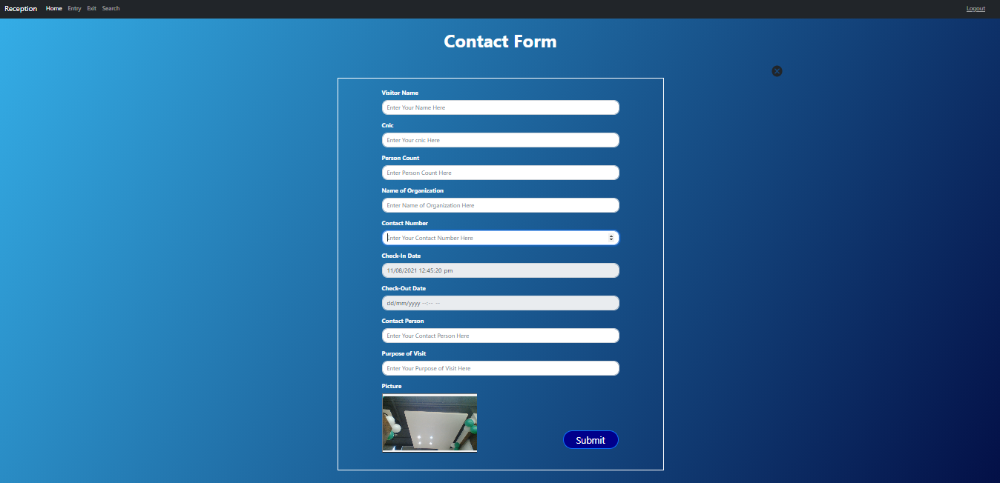 Reception Home Entry Exit Search Logout
Contact Form
Visitor Name
Enter Your Name Here
Cnic
Enter Your cnic Here
Person Count
Enter Person Count Here
Name of Organization
Enter Name of Organization Here
Contact Number
Enter Your Contact Number Here
Check-In Date
11/08/2021 12:45:20 pm
Check-Out Date
dd/mm/yyyy --:-- --
Contact Person
Enter Your Contact Person Here
Purpose of Visit
Enter Your Purpose of Visit Here
Picture
Submit